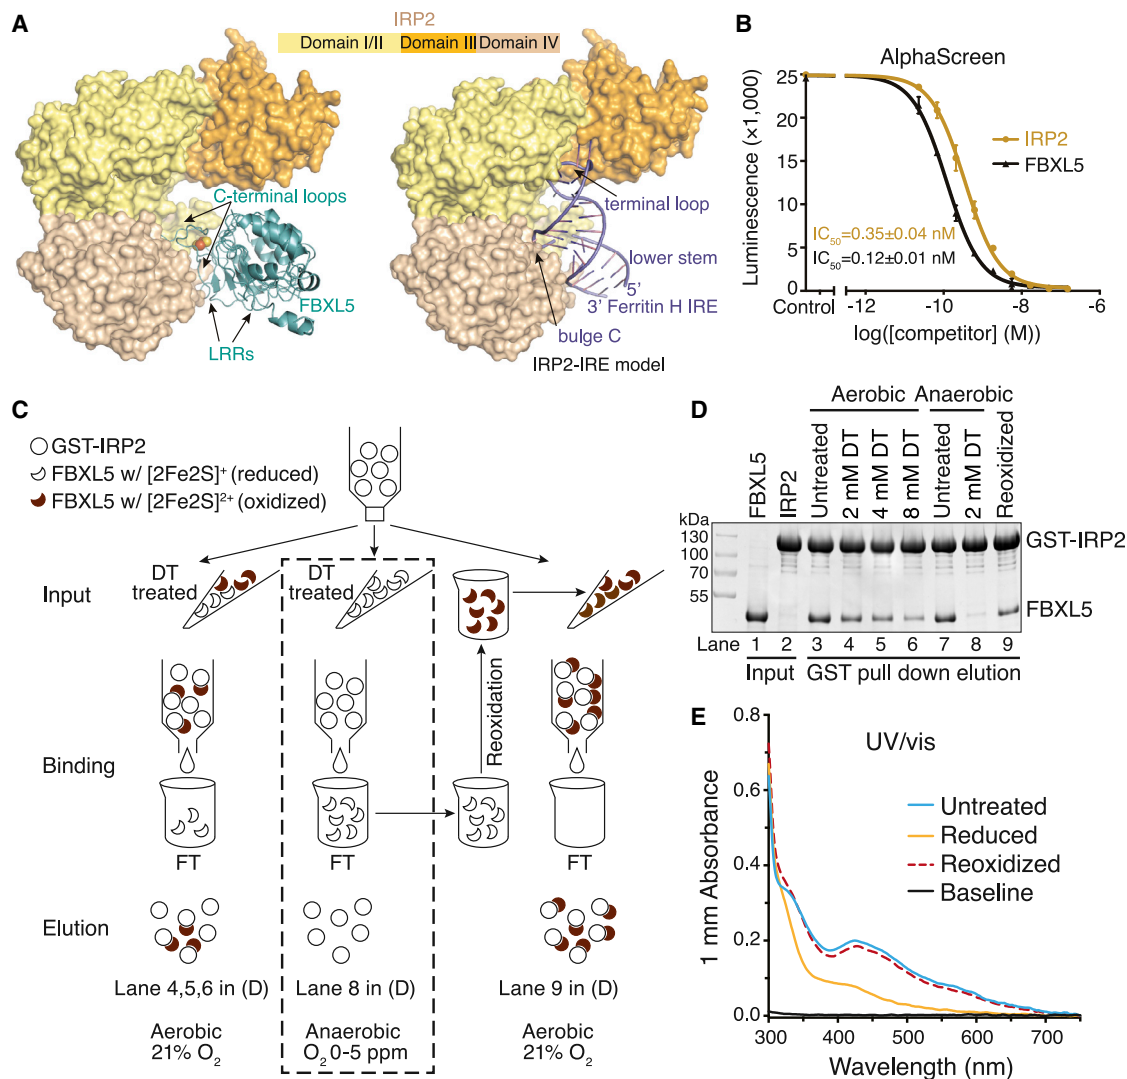 A
IRP2
Domain I/II Domain III Domain IV
C-terminal loops
FBXL5
LRRs
terminal loop
lower stem
5'
3' Ferritin H IRE
bulge C
IRP2-IRE model
B
AlphaScreen
Luminescence (×1,000)
25
20
15
10
5
0
IRP2
FBXL5
IC50=0.35±0.04 nM
IC50=0.12±0.01 nM
Control -12 -10 -8 -6
log([competitor] (M))
C
GST-IRP2
FBXL5 w/ [2Fe2S]+ (reduced)
FBXL5 w/ [2Fe2S]2+ (oxidized)
Input
DT
treated
DT
treated
Binding
Reoxidation
FT
FT
Elution
Lane 4,5,6 in (D)
Lane 8 in (D)
Lane 9 in (D)
Aerobic
21% O2
Anaerobic
O2 0-5 ppm
Aerobic
21% O2
D
Aerobic
Anaerobic
FBXL5
IRP2
Untreated
2 mM DT
4 mM DT
8 mM DT
Untreated
2 mM DT
Reoxidized
kDa
130
100
70
55
GST-IRP2
FBXL5
Lane 1 2 3 4 5 6 7 8 9
Input
GST pull down elution
E
UV/vis
1 mm Absorbance
0.8
0.6
0.4
0.2
0.0
Untreated
Reduced
Reoxidized
Baseline
300 400 500 600 700
Wavelength (nm)